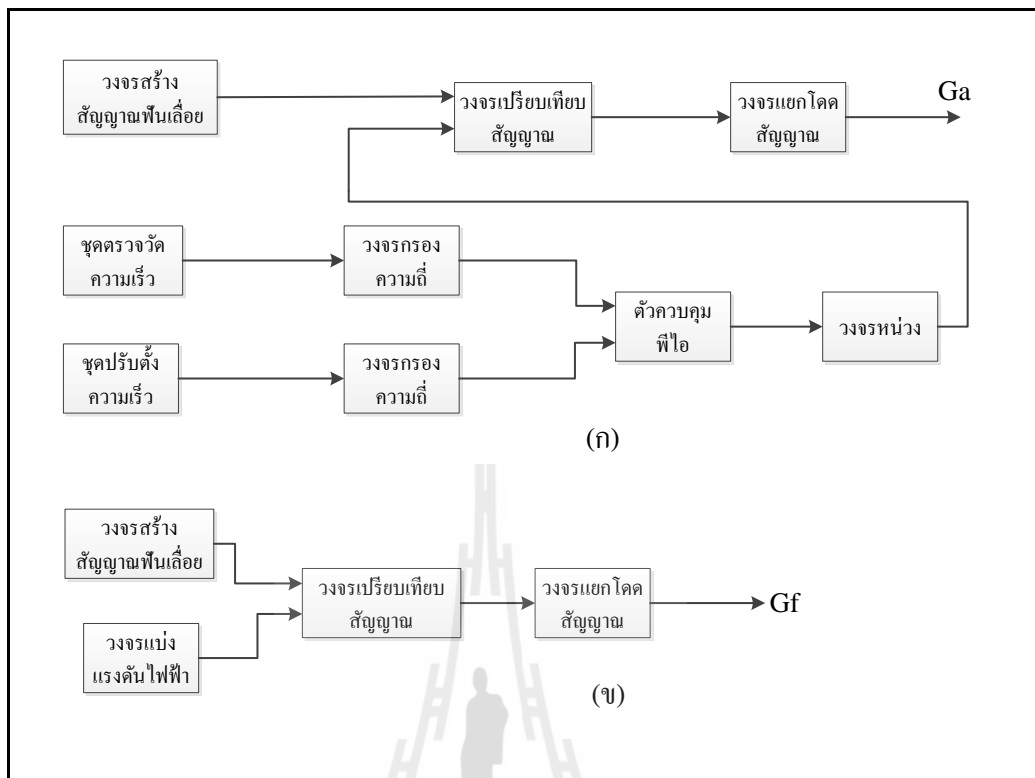 วงจรสร้าง
สัญญาณฟันเลื่อย
วงจรเปรียบเทียบ
สัญญาณ
วงจรแยกโดด
สัญญาณ
Ga
ชุดตรวจวัด
ความเร็ว
วงจรกรอง
ความถี่
ตัวควบคุม
พีไอ
วงจรหน่วง
ชุดปรับตั้ง
ความเร็ว
วงจรกรอง
ความถี่
(ก)
วงจรสร้าง
สัญญาณฟันเลื่อย
วงจรเปรียบเทียบ
สัญญาณ
วงจรแยกโดด
สัญญาณ
Gf
วงจรแบ่ง
แรงดันไฟฟ้า
(ข)